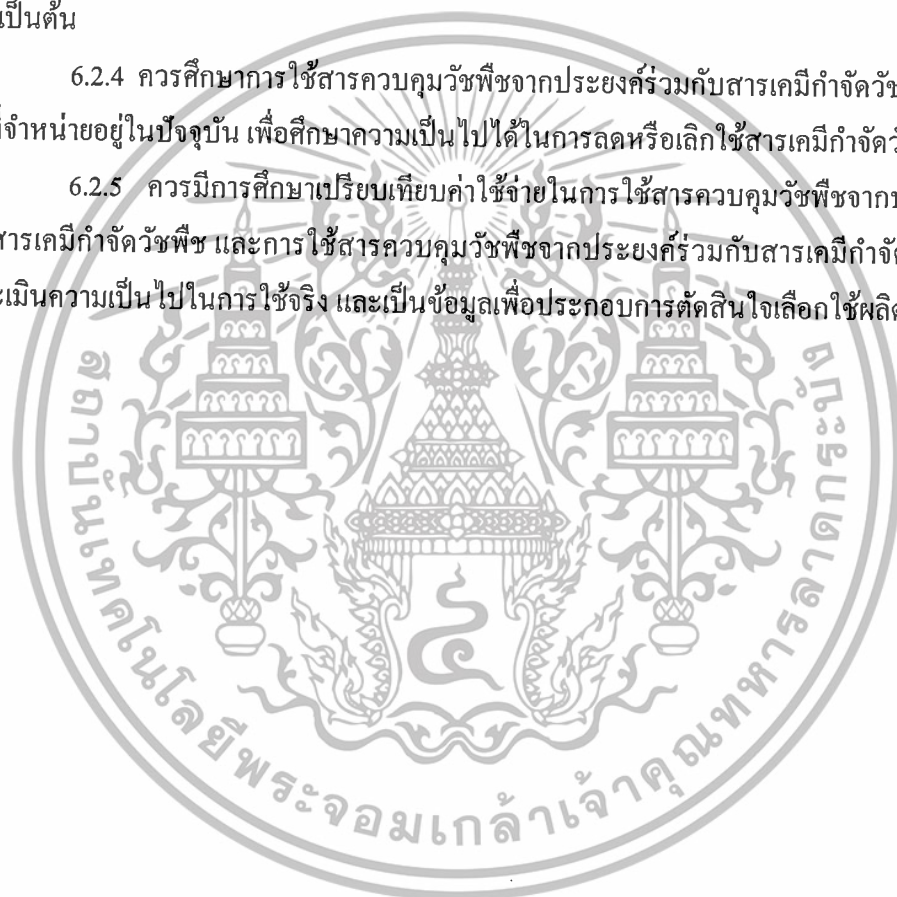 เป็นต้น
6.2.4 ควรศึกษาการใช้สารควบคุมวัชพืชจากประยงค์ร่วมกับสารเคมีกำจัดวัช
จำหน่ายอยู่ในปัจจุบัน เพื่อศึกษาความเป็นไปได้ในการลดหรือเลิกใช้สารเคมีกำจัดวั
6.2.5 ควรมีการศึกษาเปรียบเทียบค่าใช้จ่ายในการใช้สารควบคุมวัชพืชจากป
สารเคมีกำจัดวัชพืช และการใช้สารควบคุมวัชพืชจากประยงค์ร่วมกับสารเคมีกำจัด
ะเมินความเป็นไปในการใช้จริง และเป็นข้อมูลเพื่อประกอบการตัดสินใจเลือกใช้ผลิต
สถาบันเทคโนโลยีพระจอมเกล้าเจ้าคุณทหารลาดกระบัง
๔